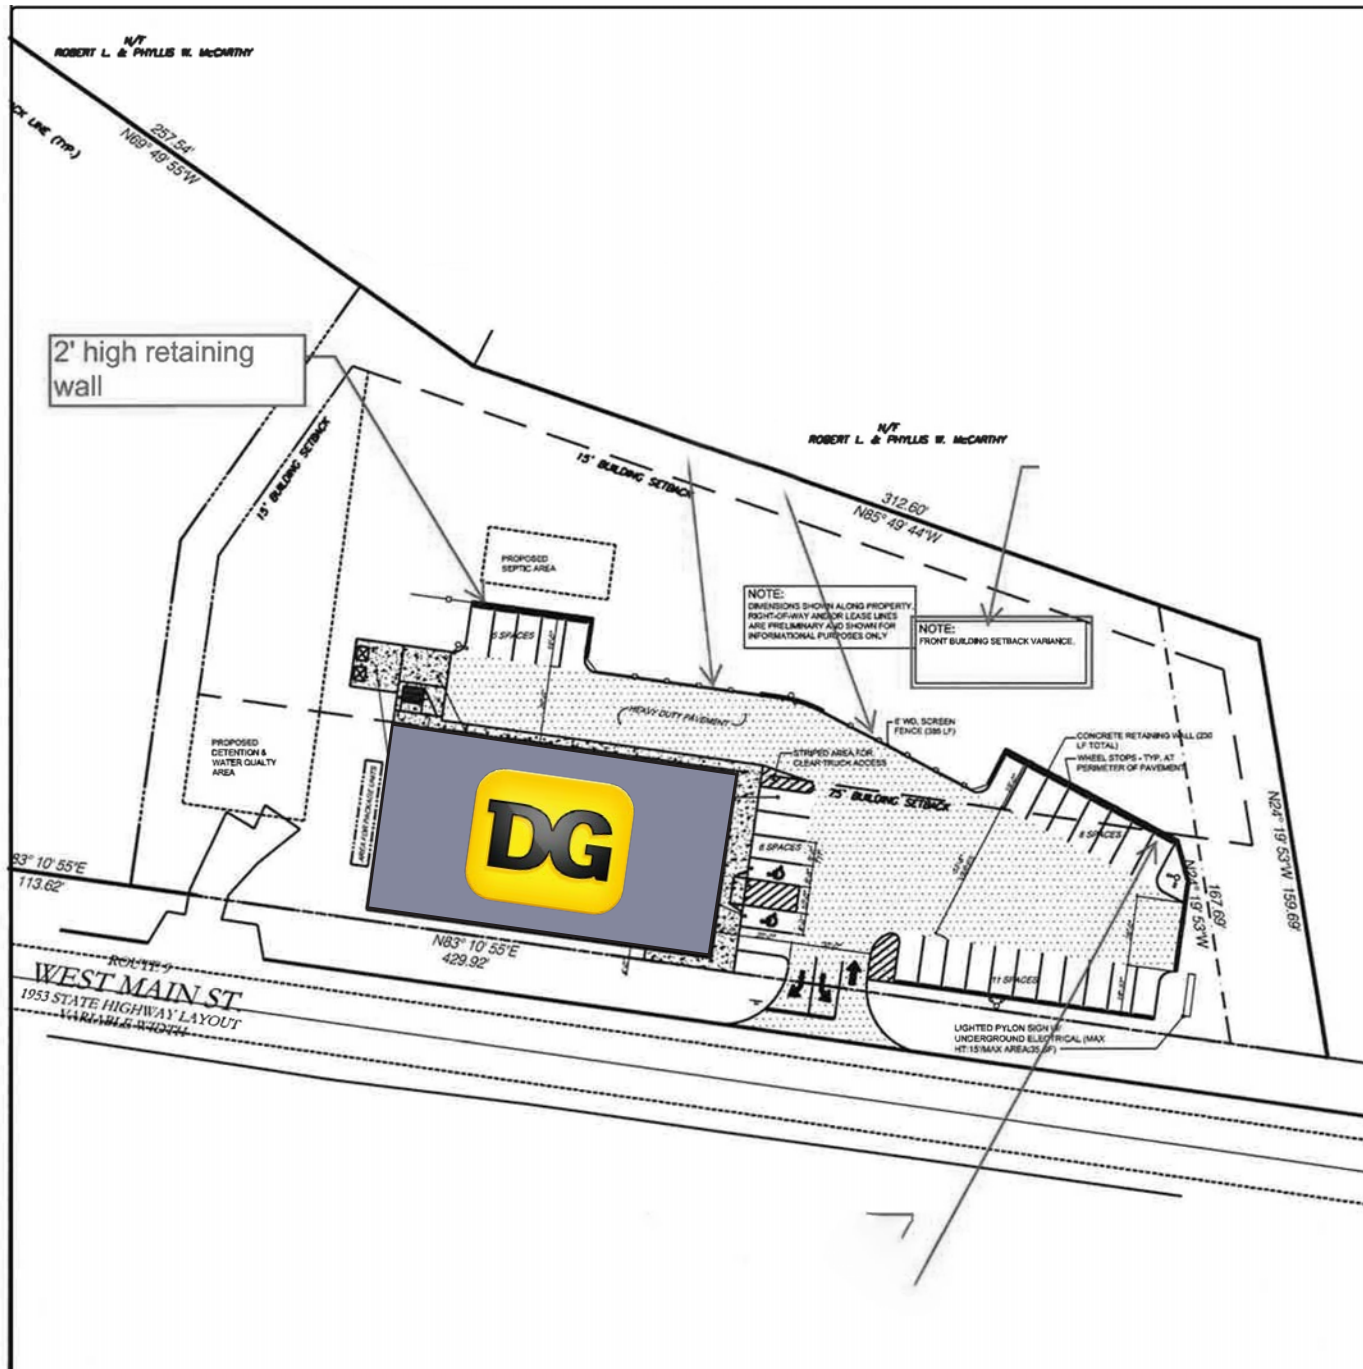 N/F
ROBERT L. & PHYLLIS W. McCARTHY
CK LINE (TYP.)
257.54'
N69° 49' 55"W
2' high retaining
wall
15' BUILDING SETBACK
15' BUILDING SETBACK
N/F
ROBERT L. & PHYLLIS W. McCARTHY
312.60'
N85° 49' 44"W
PROPOSED
SEPTIC AREA
NOTE:
DIMENSIONS SHOWN ALONG PROPERTY,
RIGHT-OF-WAY AND/OR LEASE LINES
ARE PRELIMINARY AND SHOWN FOR
INFORMATIONAL PURPOSES ONLY
NOTE:
FRONT BUILDING SETBACK VARIANCE.
5 SPACES
HEAVY DUTY PAVEMENT
6' WD. SCREEN
FENCE (385 LF)
CONCRETE RETAINING WALL (230
LF TOTAL)
WHEEL STOPS - TYP. AT
PERIMETER OF PAVEMENT
STRIPED AREA FOR
CLEAR TRUCK ACCESS
75' BUILDING SETBACK
PROPOSED
DETENTION &
WATER QUALTY
AREA
AREA FOR PACKAGE UNITS
DG
6 SPACES
8 SPACES
N24° 19' 53"W 159.69'
167.69'
N24° 19' 53"W
83° 10' 55"E
113.62'
N83° 10' 55"E
429.92'
11 SPACES
ROUTE 9
WEST MAIN ST.
1953 STATE HIGHWAY LAYOUT
VARIABLE WIDTH
LIGHTED PYLON SIGN W/
UNDERGROUND ELECTRICAL (MAX
HT:15'/MAX AREA:35 SF)